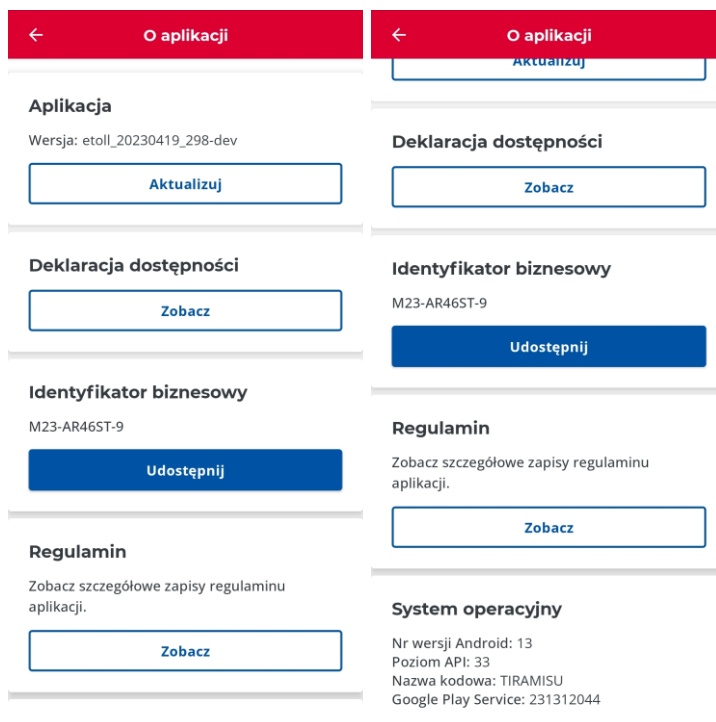 O aplikacji
Aplikacja
Wersja: etoll_20230419_298-dev
Aktualizuj
Deklaracja dostępności
Zobacz
Identyfikator biznesowy
M23-AR46ST-9
Udostępnij
Regulamin
Zobacz szczegółowe zapisy regulaminu
aplikacji.
Zobacz
O aplikacji
Aktualizuj
Deklaracja dostępności
Zobacz
Identyfikator biznesowy
M23-AR46ST-9
Udostępnij
Regulamin
Zobacz szczegółowe zapisy regulaminu
aplikacji.
Zobacz
System operacyjny
Nr wersji Android: 13
Poziom API: 33
Nazwa kodowa: TIRAMISU
Google Play Service: 231312044